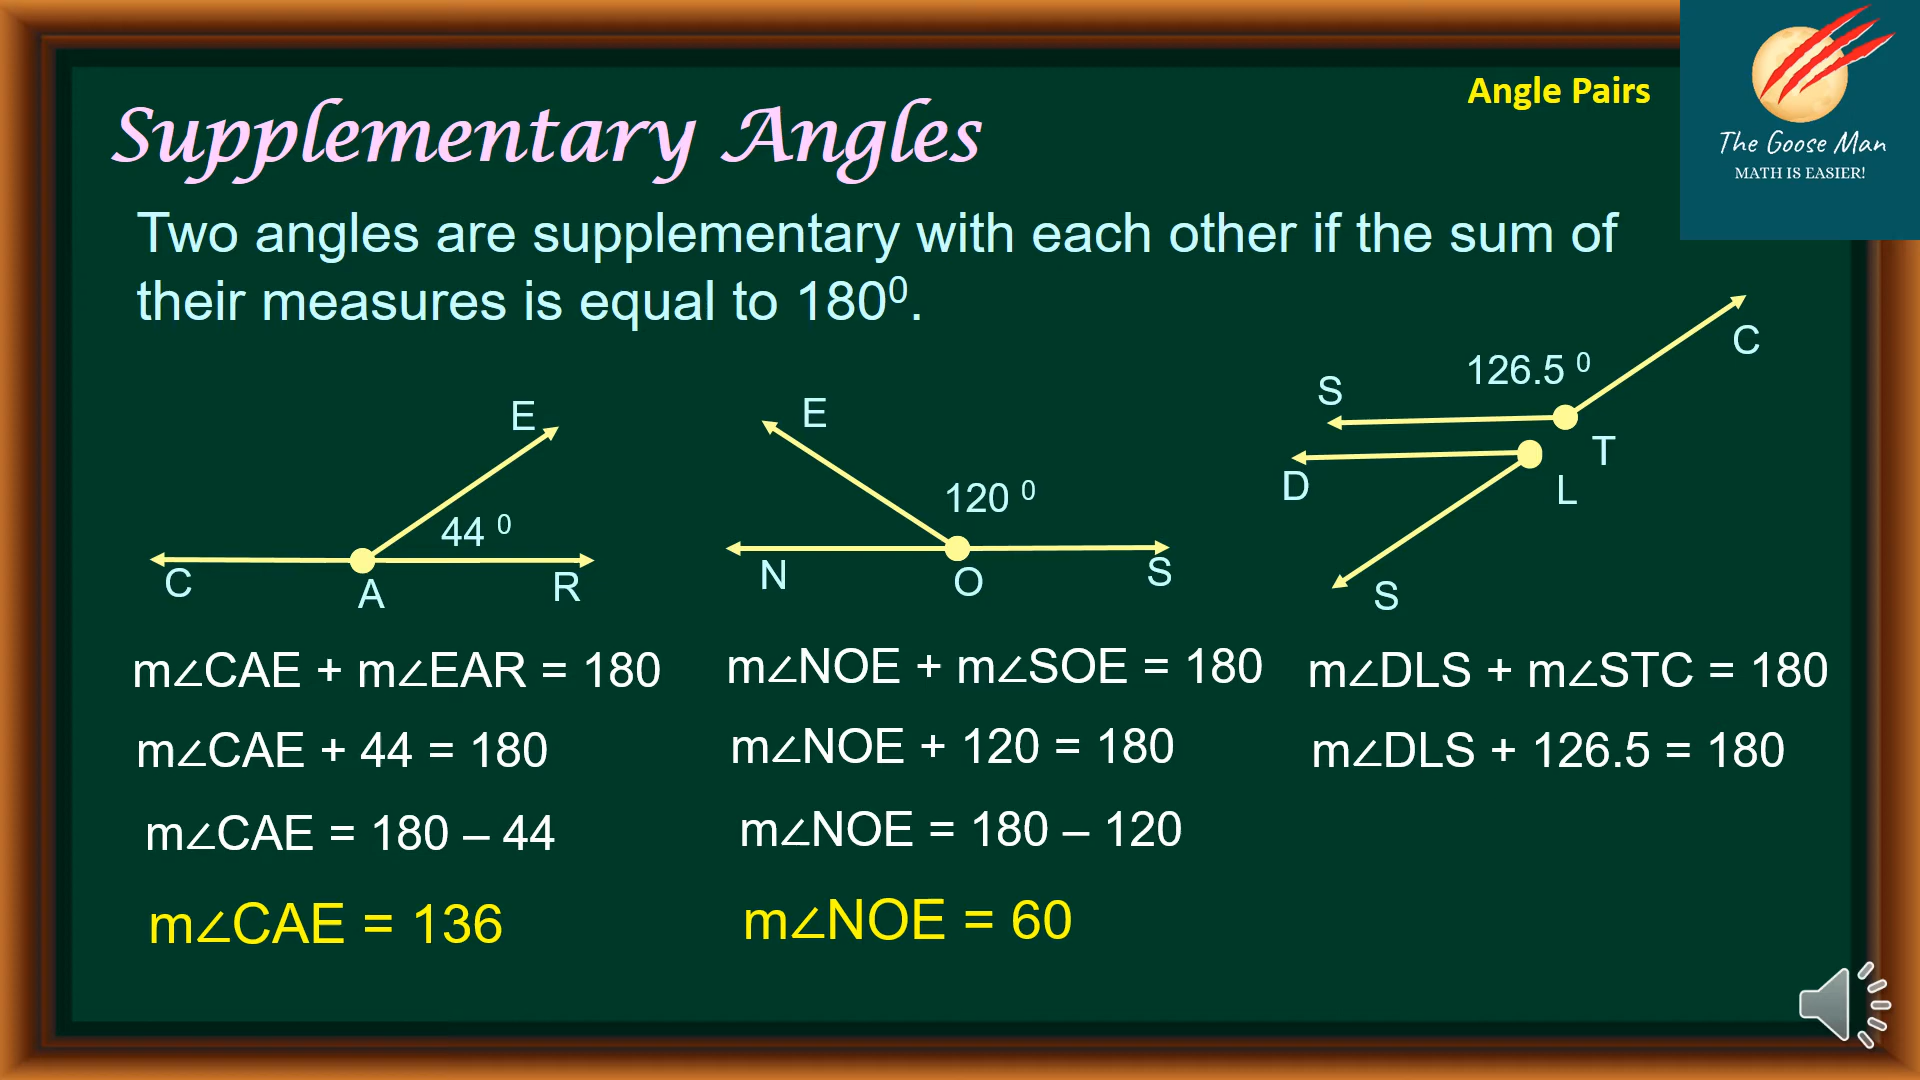 Angle Pairs
The Goose Man
MATH IS EASIER!
Supplementary Angles
Two angles are supplementary with each other if the sum of
their measures is equal to 180⁰.
E
44 ⁰
C
A
R
E
120 ⁰
N
O
S
C
126.5 ⁰
S
T
D
L
S
m∠CAE + m∠EAR = 180
m∠CAE + 44 = 180
m∠CAE = 180 – 44
m∠CAE = 136
m∠NOE + m∠SOE = 180
m∠NOE + 120 = 180
m∠NOE = 180 – 120
m∠NOE = 60
m∠DLS + m∠STC = 180
m∠DLS + 126.5 = 180